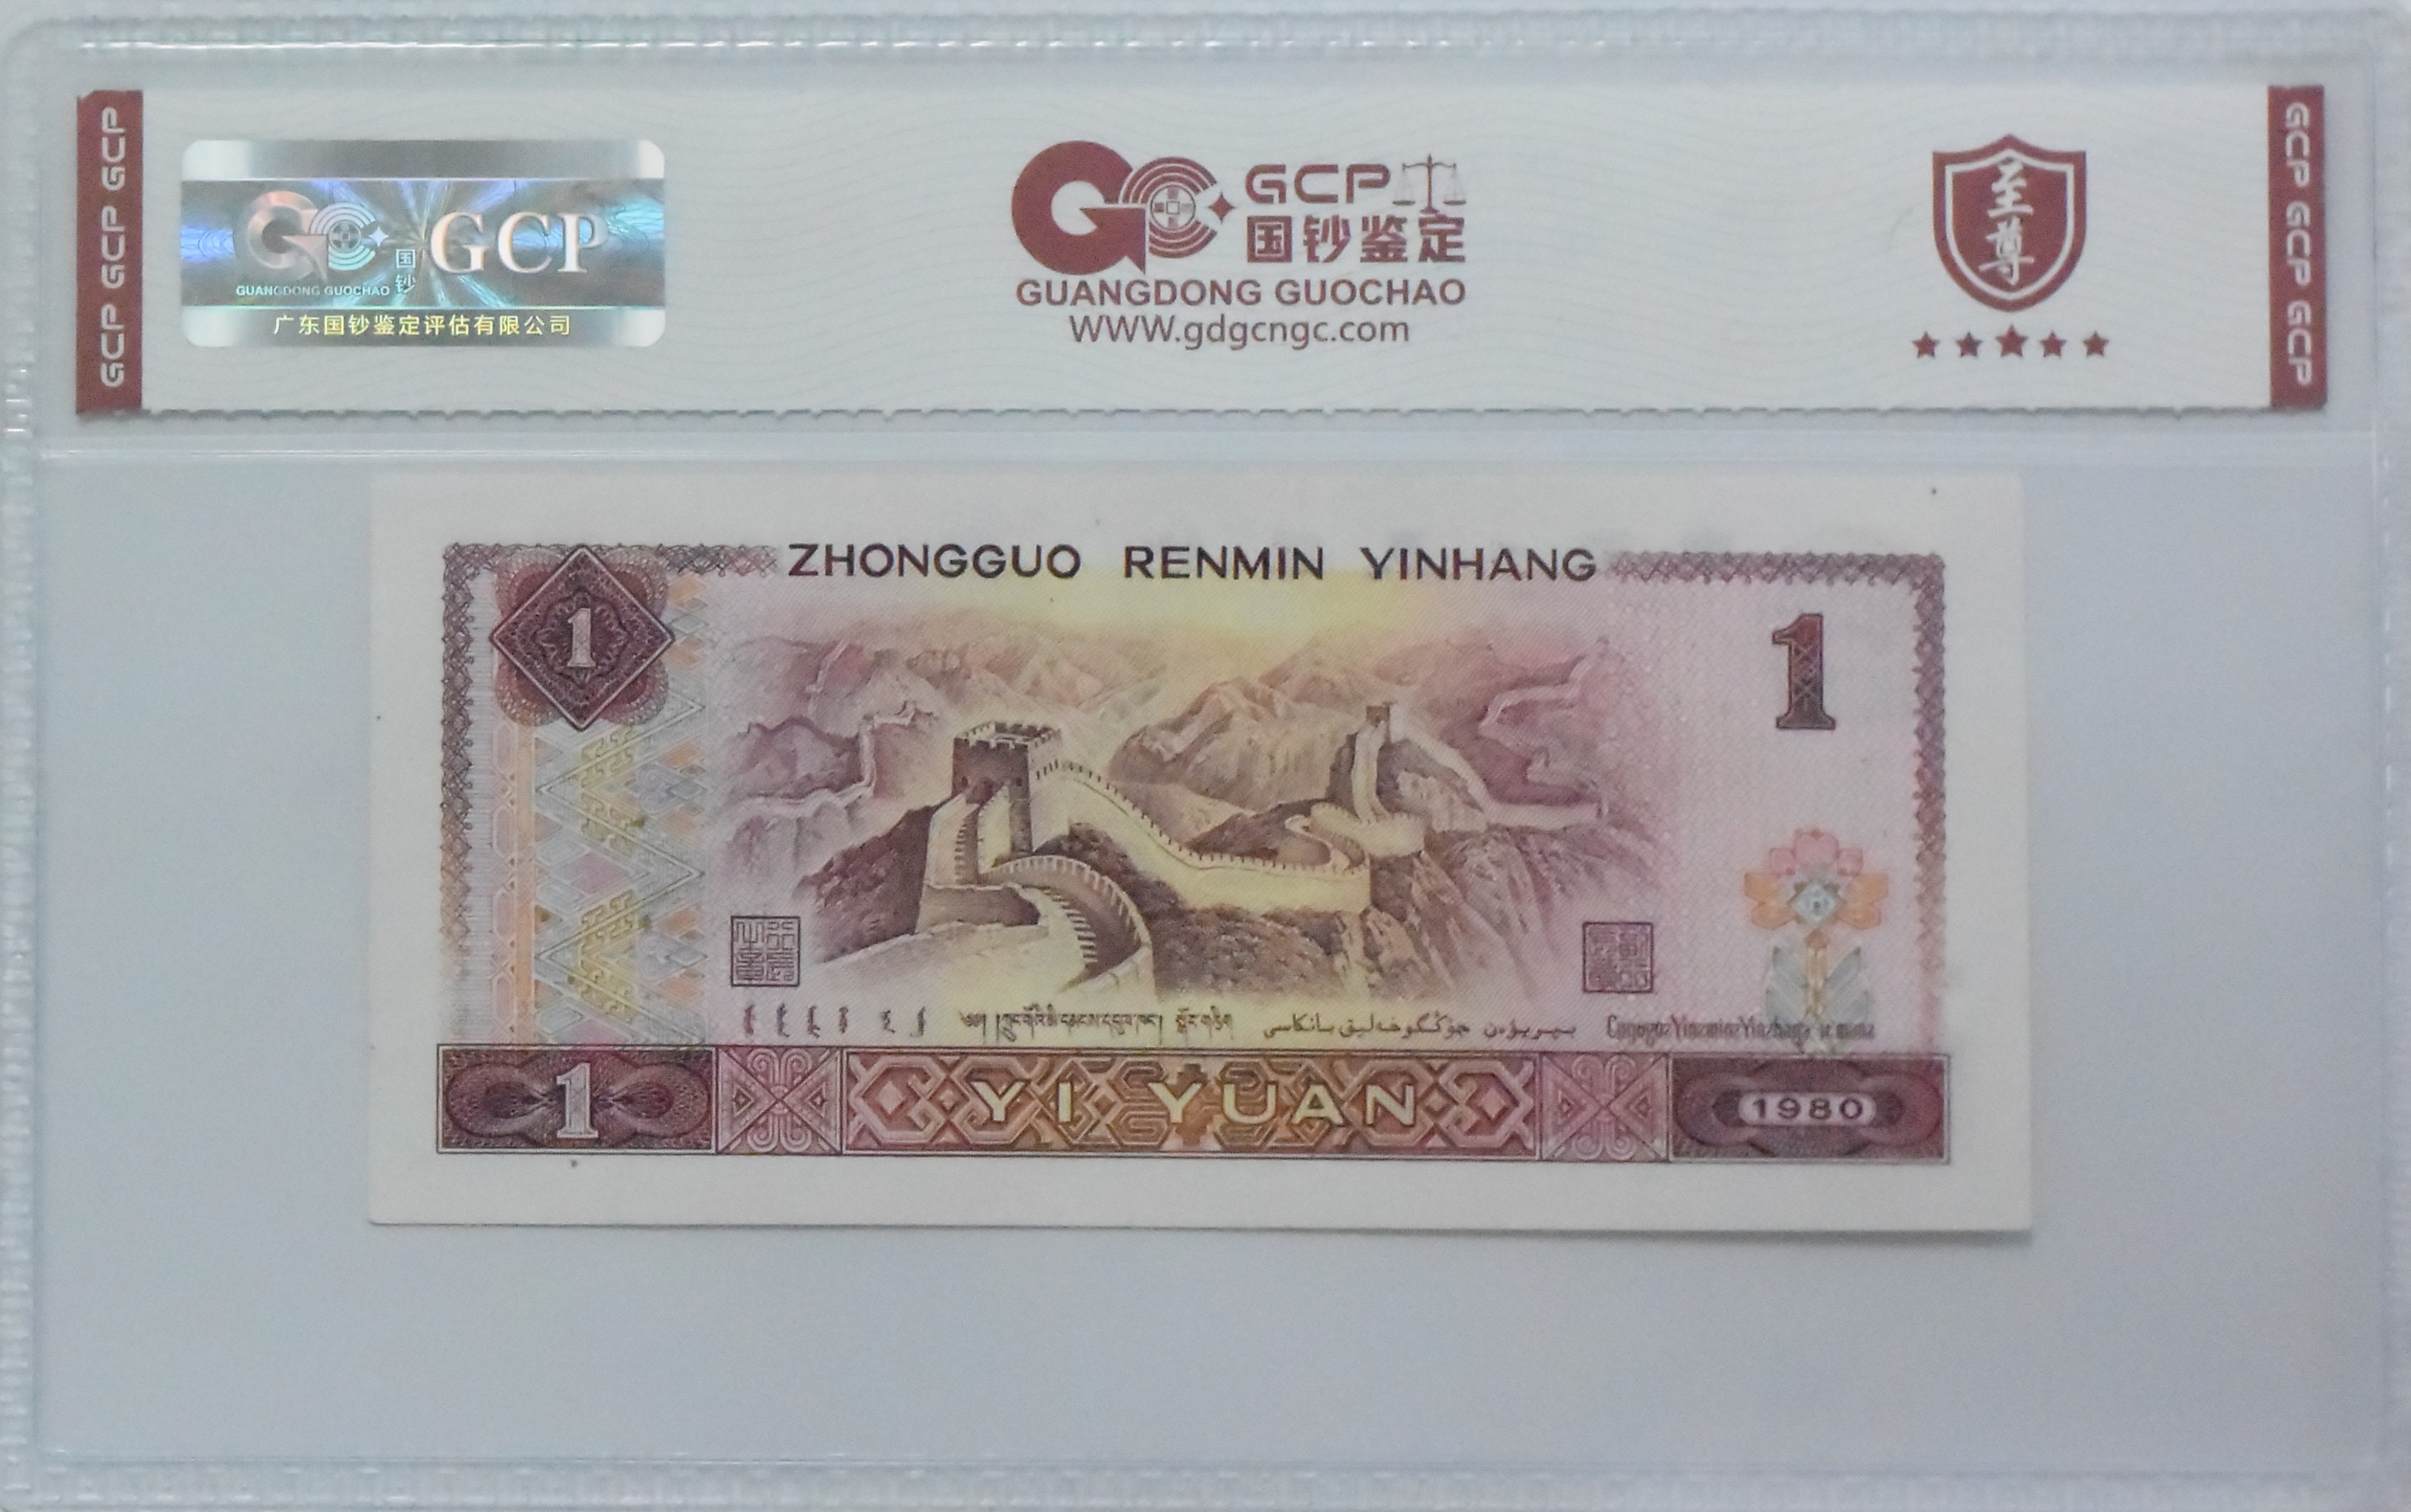 GCP GCP GCP
GCP
国钞
GUANGDONG GUOCHAO
广东国钞鉴定评估有限公司
GCP
国钞鉴定
GUANGDONG GUOCHAO
WWW.gdgcngc.com
至尊
GCP GCP GCP
ZHONGGUO RENMIN YINHANG
1
1
1
YI YUAN
1980